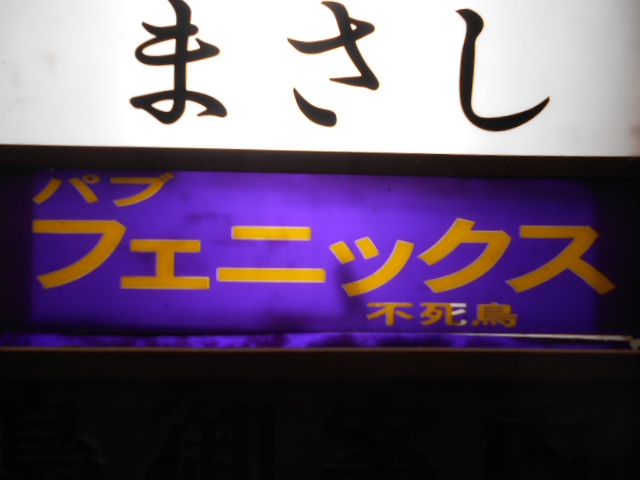 まさし
パブ
フェニックス
不死鳥